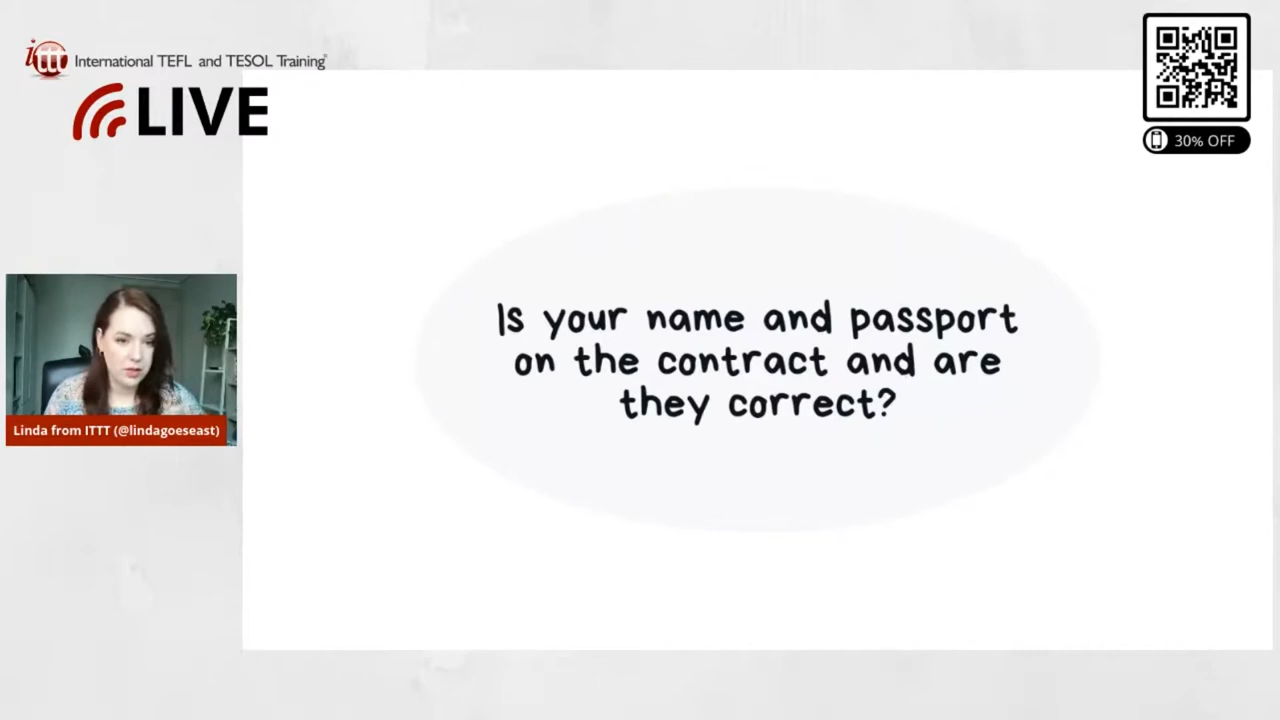 ittt International TEFL and TESOL Training
LIVE
30% OFF
Is your name and passport
on the contract and are
they correct?
Linda from ITTT (@lindagoeseast)